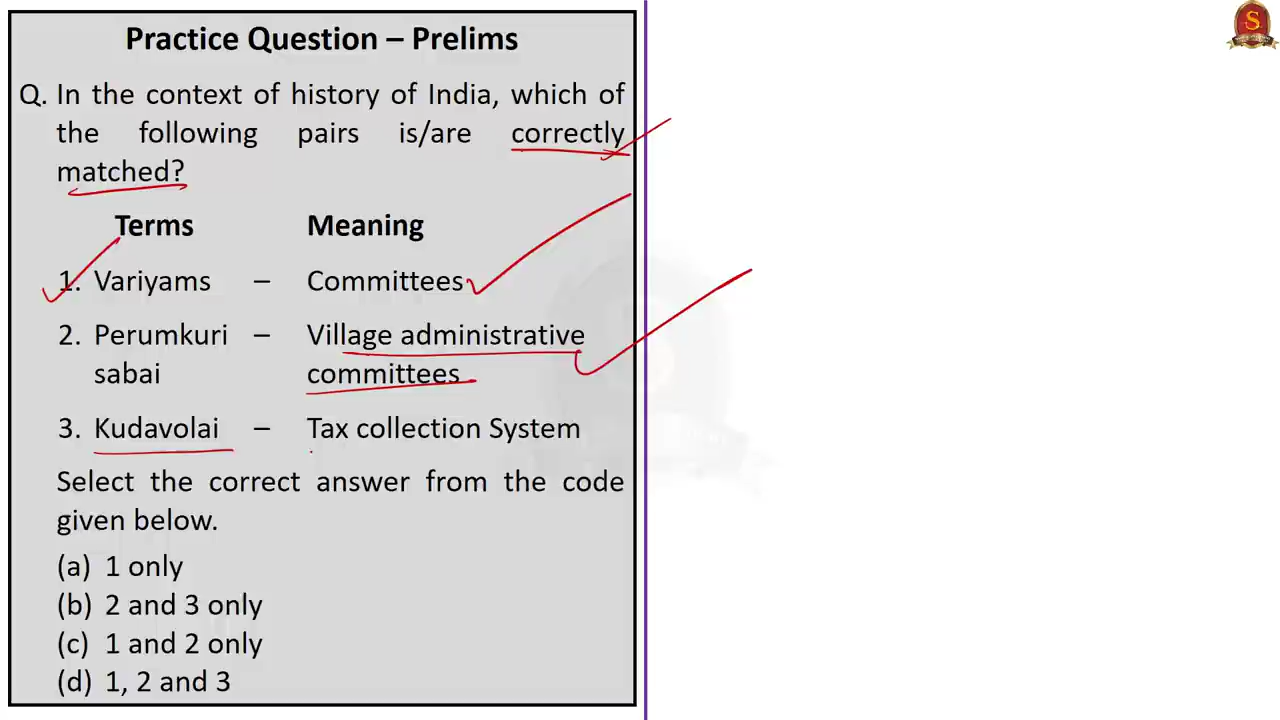 Practice Question – Prelims
Q. In the context of history of India, which of
the following pairs is/are correctly
matched?
Terms Meaning
1. Variyams – Committees
2. Perumkuri – Village administrative
sabai committees
3. Kudavolai – Tax collection System
Select the correct answer from the code
given below.
(a) 1 only
(b) 2 and 3 only
(c) 1 and 2 only
(d) 1, 2 and 3
S